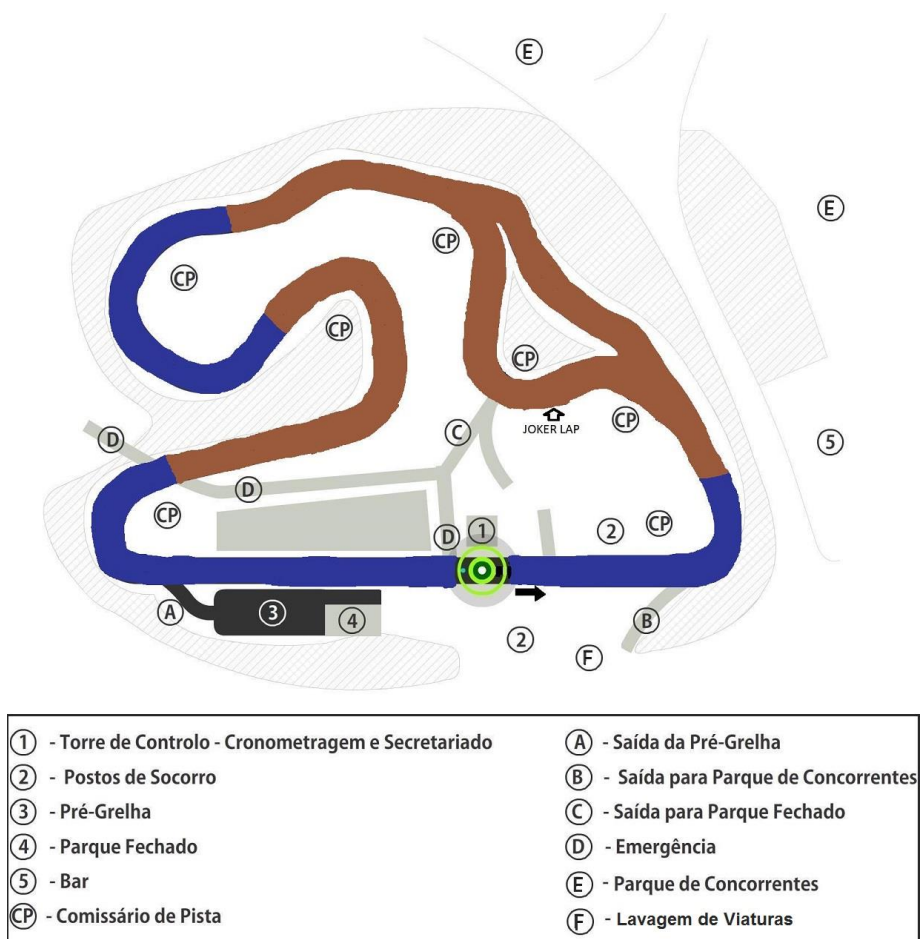 E
E
CP
CP
CP
CP
JOKER LAP
CP
C
D
5
D
CP
D
1
2
CP
A
3
4
2
B
F
1 - Torre de Controlo - Cronometragem e Secretariado
2 - Postos de Socorro
3 - Pré-Grelha
4 - Parque Fechado
5 - Bar
CP - Comissário de Pista
A - Saída da Pré-Grelha
B - Saída para Parque de Concorrentes
C - Saída para Parque Fechado
D - Emergência
E - Parque de Concorrentes
F - Lavagem de Viaturas